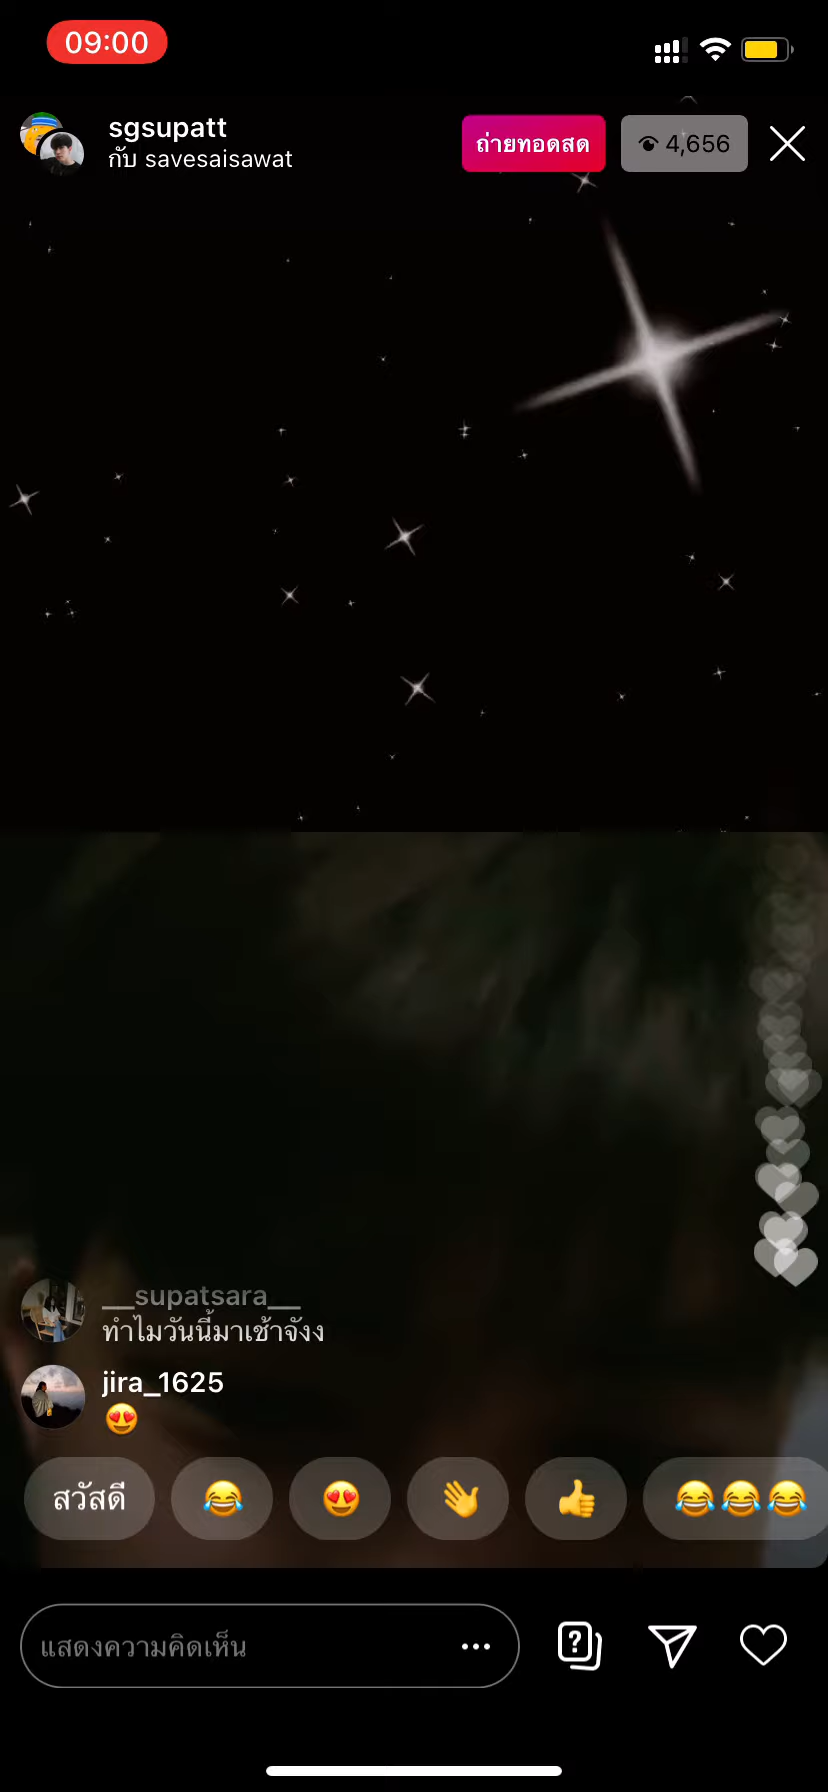 09:00
sgsupatt
กับ savesaisawat
ถ่ายทอดสด
4,656
__supatsara__
ทำไมวันนี้มาเช้าจังง
jira_1625
😍
สวัสดี 😂 😍 👋 👍 😂😂😂
แสดงความคิดเห็น